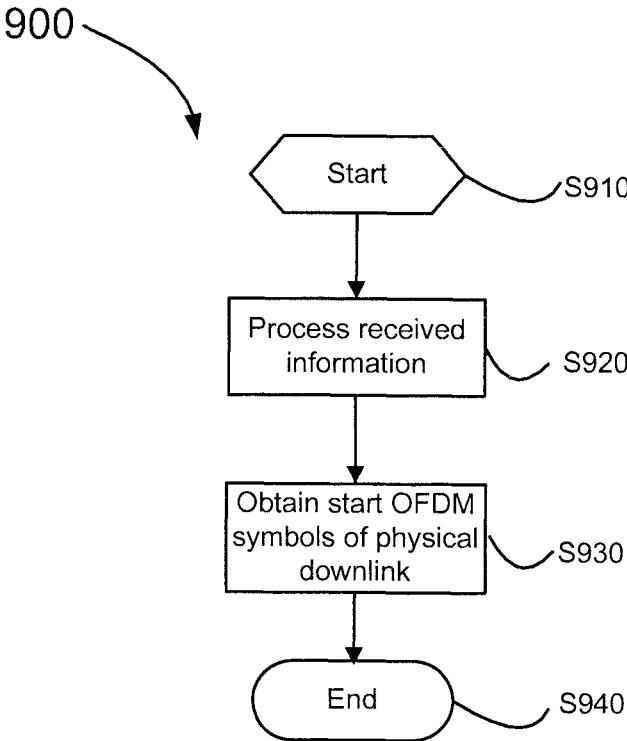 900
Start
S910
Process received
information
S920
Obtain start OFDM
symbols of physical
downlink
S930
End
S940